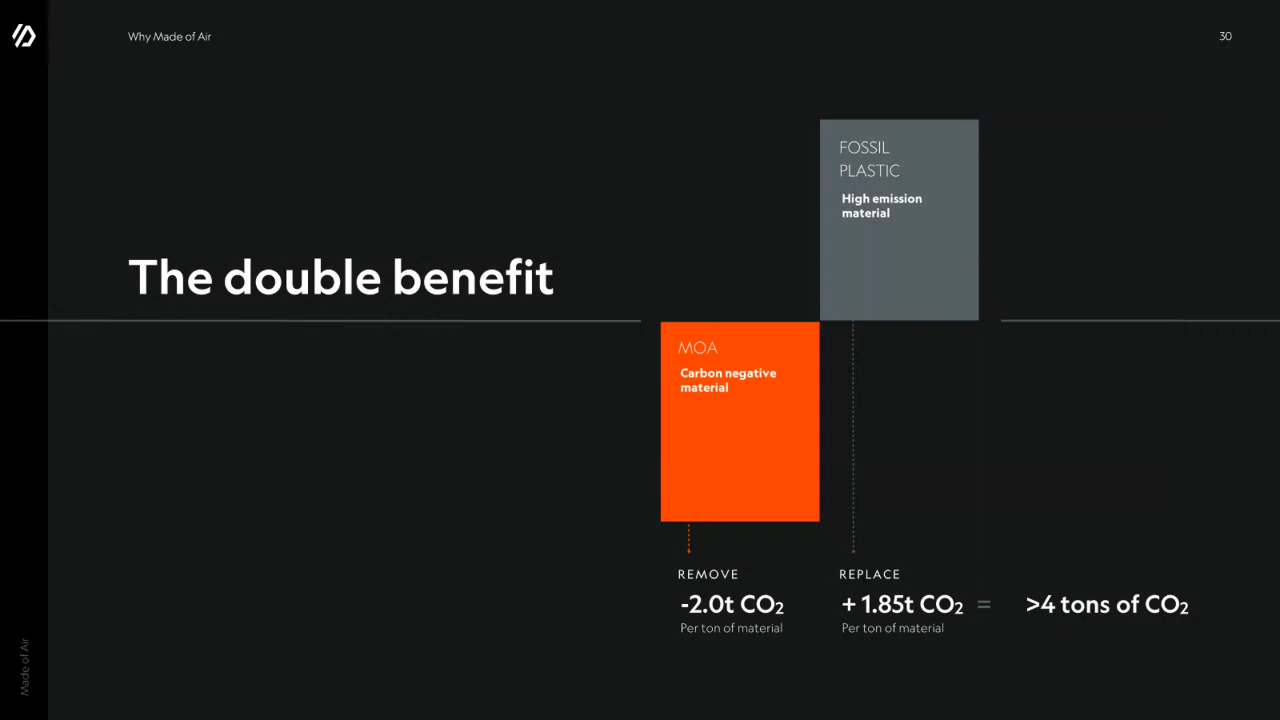 Why Made of Air
30
FOSSIL
PLASTIC
High emission
material
The double benefit
MOA
Carbon negative
material
REMOVE
-2.0t CO₂
Per ton of material
REPLACE
+ 1.85t CO₂
Per ton of material
=
>4 tons of CO₂
Made of Air